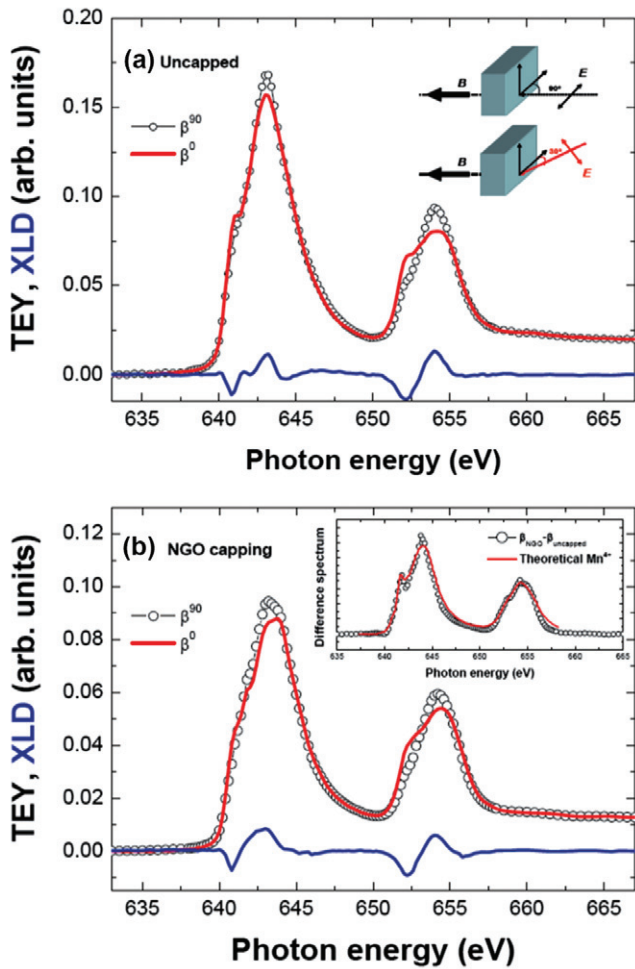 0.20
(a) Uncapped
90°
E
B
0.15
β⁹⁰
β⁰
B
30°
E
0.10
0.05
0.00
TEY, XLD (arb. units)
635 640 645 650 655 660 665
Photon energy (eV)
0.12
(b) NGO capping
β_NGO-β_uncapped
Theoretical Mn⁴⁺
Difference spectrum
635 640 645 650 655 660 665
Photon energy (eV)
0.10
β⁹⁰
β⁰
0.08
0.06
0.04
0.02
0.00
TEY, XLD (arb. units)
635 640 645 650 655 660 665
Photon energy (eV)